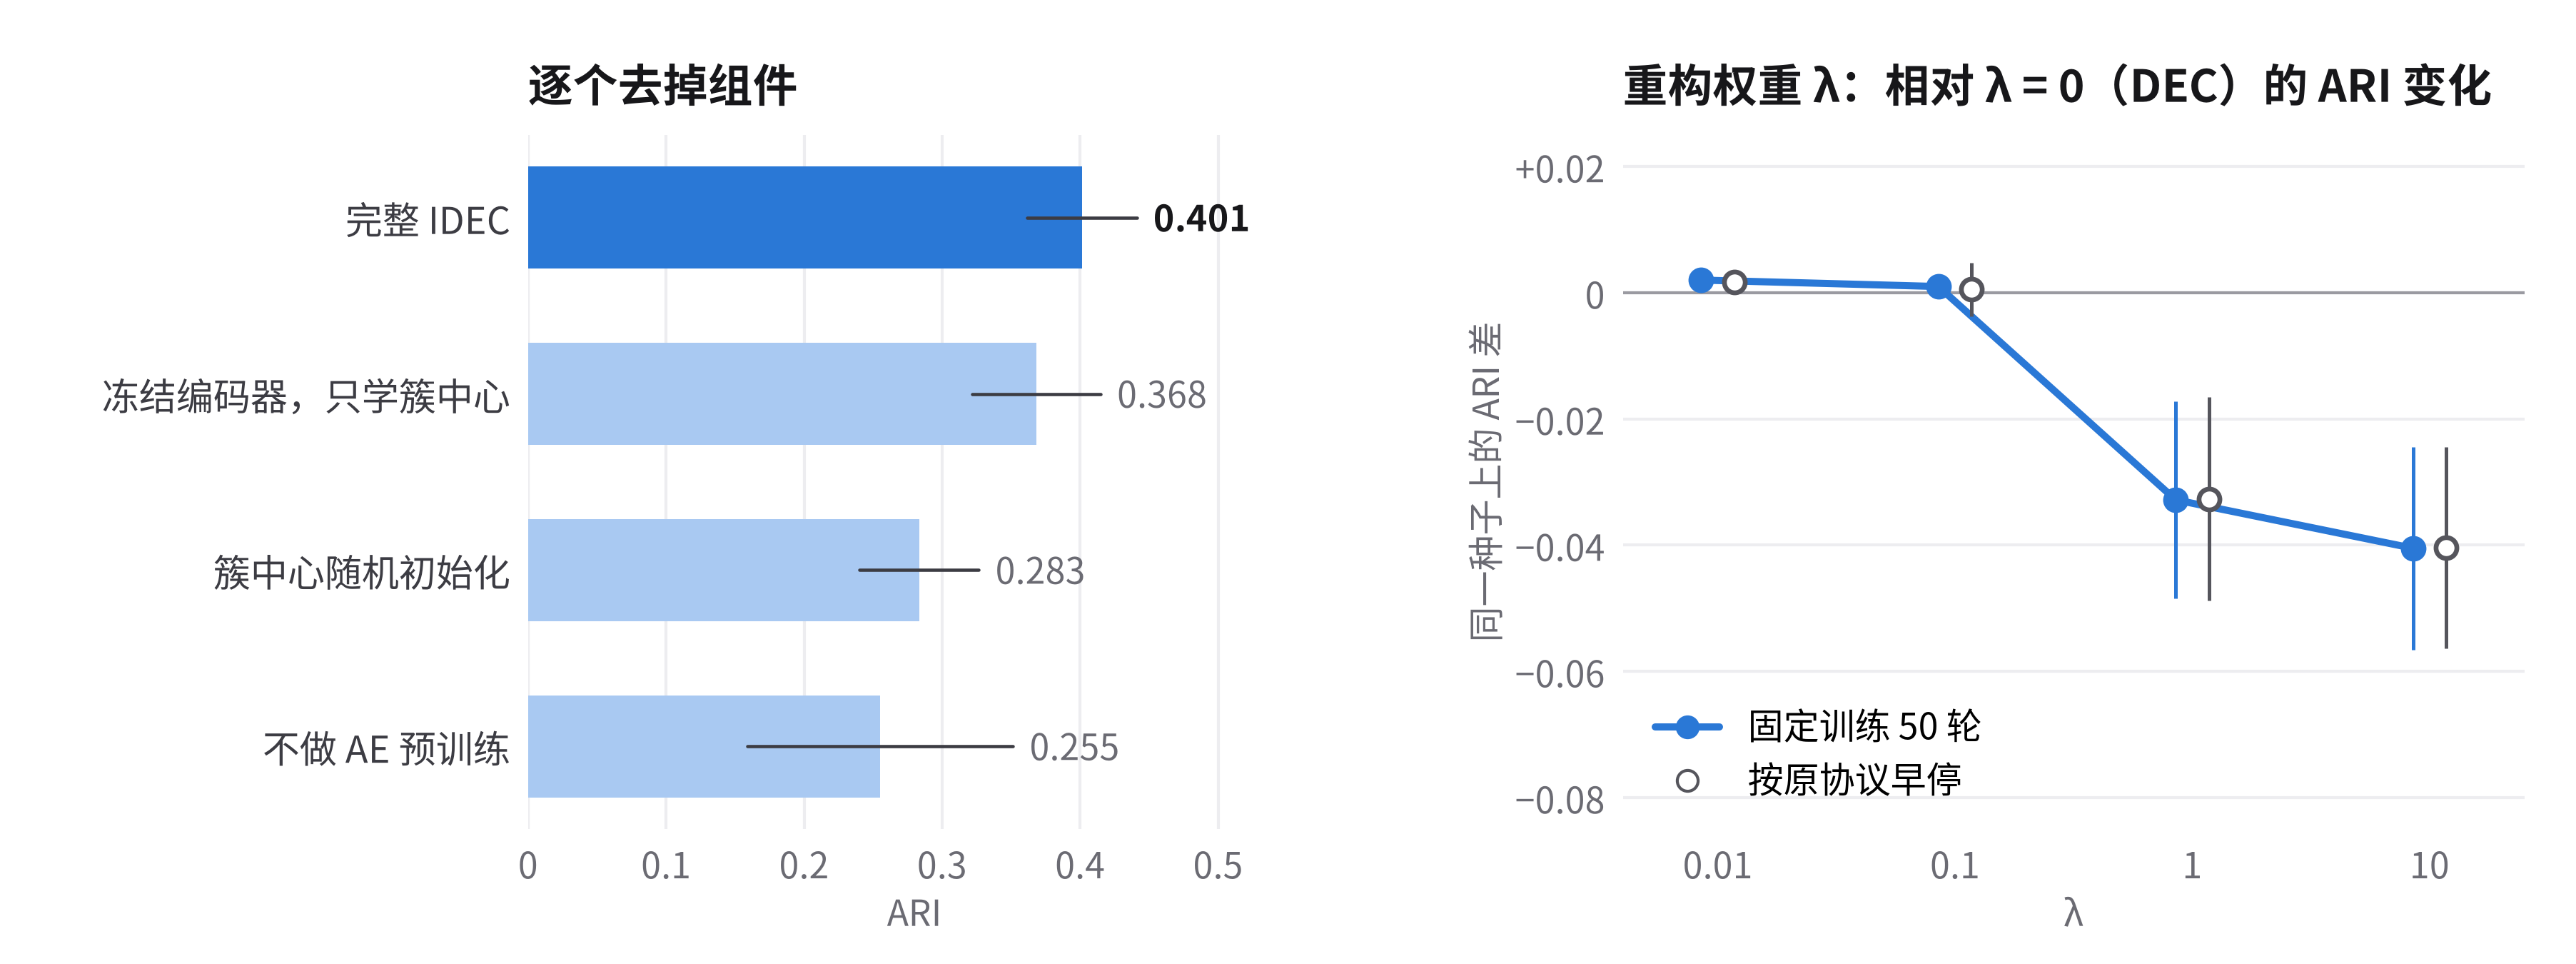 逐个去掉组件
完整 IDEC
0.401
冻结编码器，只学簇中心
0.368
簇中心随机初始化
0.283
不做 AE 预训练
0.255
0 0.1 0.2 0.3 0.4 0.5
ARI
重构权重 λ：相对 λ = 0（DEC）的 ARI 变化
同一种子上的 ARI 差
+0.02
0
−0.02
−0.04
−0.06
−0.08
固定训练 50 轮
按原协议早停
0.01 0.1 1 10
λ